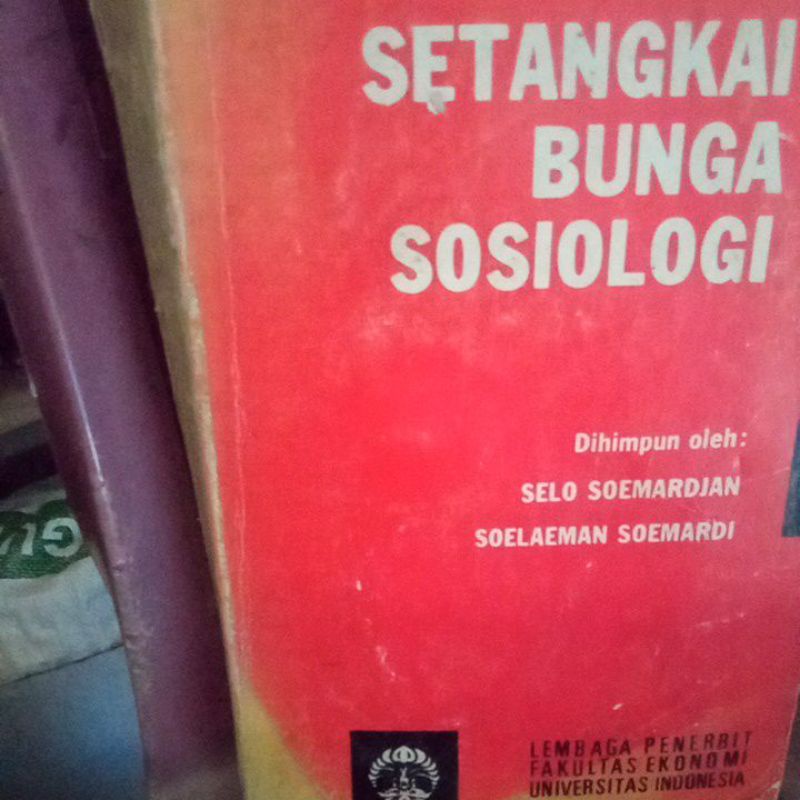 SETANGKAI
BUNGA
SOSIOLOGI
Dihimpun oleh:
SELO SOEMARDJAN
SOELAEMAN SOEMARDI
LEMBAGA PENERBIT
FAKULTAS EKONOMI
UNIVERSITAS INDONESIA